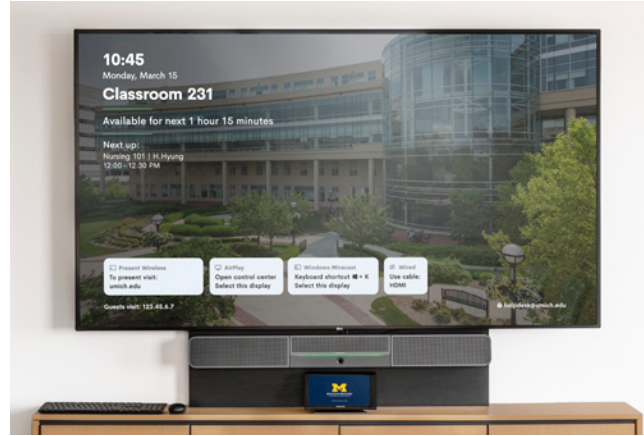 10:45
Monday, March 15
Classroom 231
Available for next 1 hour 15 minutes
Next up:
Nursing 101 | H.Hyung
12:00 - 12:30 PM
Present Wireless
To present visit:
umich.edu
AirPlay
Open control center
Select this display
Windows Miracast
Keyboard shortcut + K
Select this display
Wired
Use cable:
HDMI
Guests visit: 123.45.6.7
helpdesk@umich.edu
M